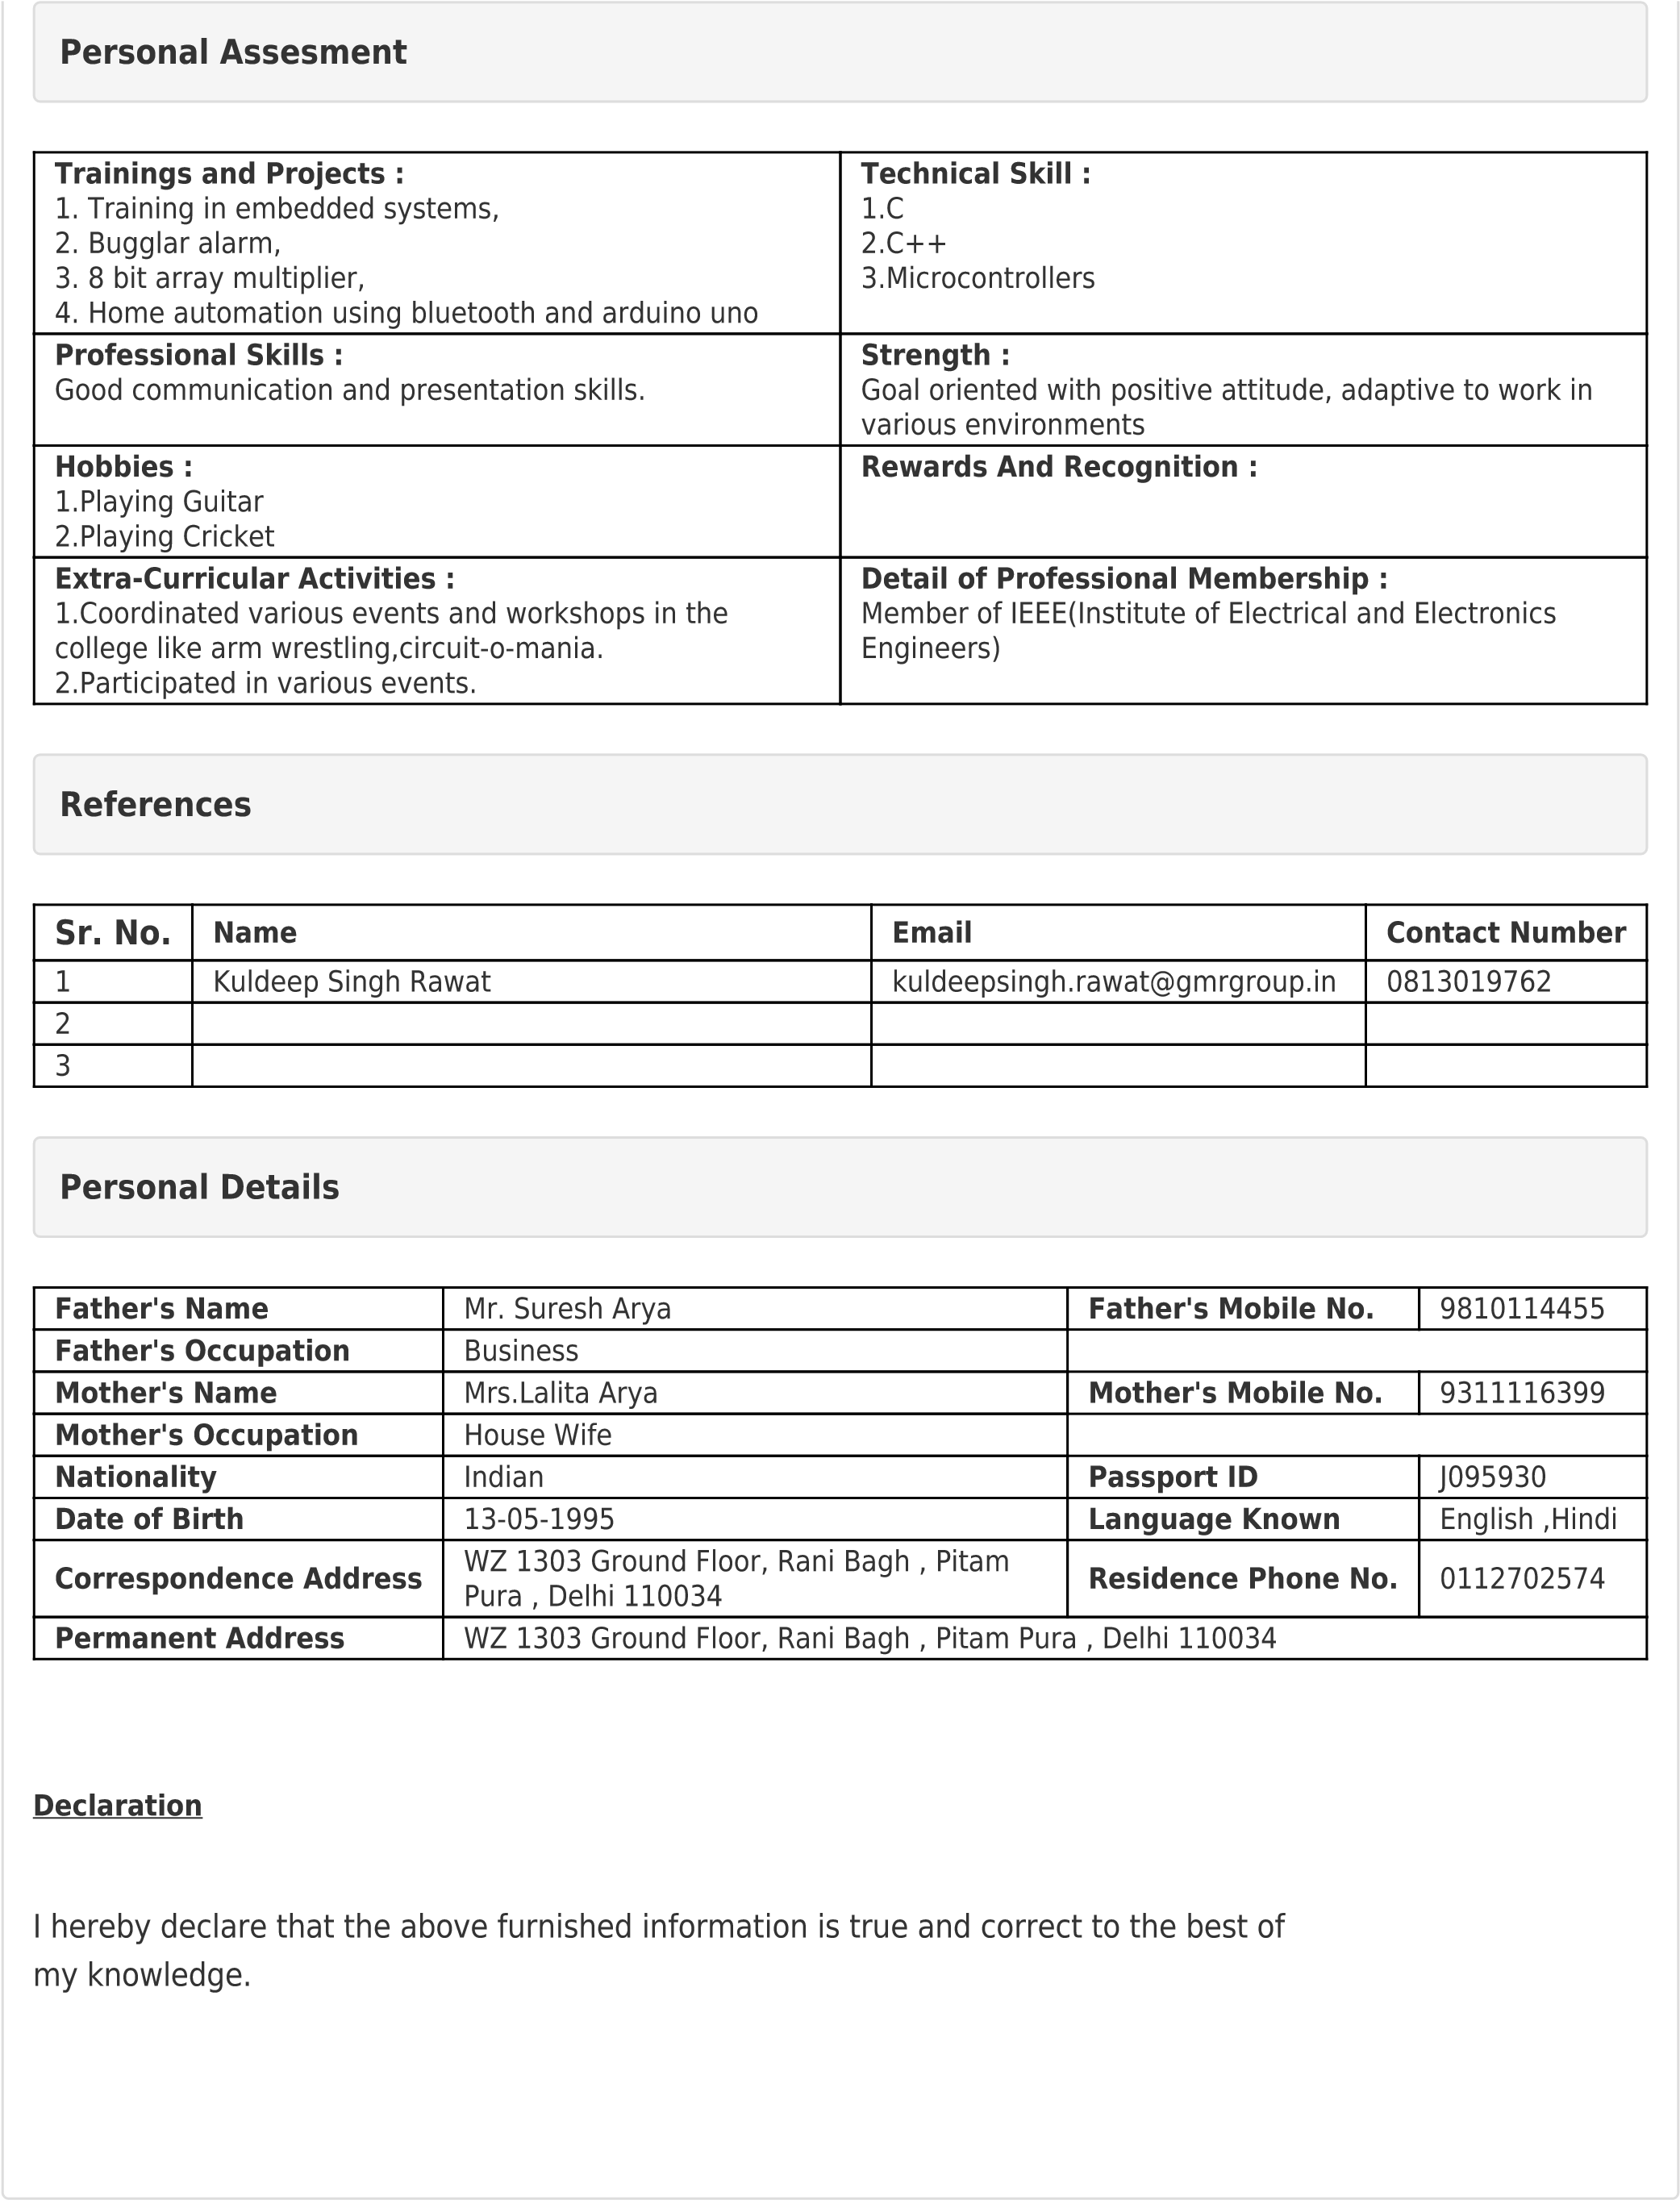 Personal Assesment
Trainings and Projects :
1. Training in embedded systems,
2. Bugglar alarm,
3. 8 bit array multiplier,
4. Home automation using bluetooth and arduino uno
Technical Skill :
1.C
2.C++
3.Microcontrollers
Professional Skills :
Good communication and presentation skills.
Strength :
Goal oriented with positive attitude, adaptive to work in
various environments
Hobbies :
1.Playing Guitar
2.Playing Cricket
Rewards And Recognition :
Extra-Curricular Activities :
1.Coordinated various events and workshops in the
college like arm wrestling,circuit-o-mania.
2.Participated in various events.
Detail of Professional Membership :
Member of IEEE(Institute of Electrical and Electronics
Engineers)
References
Sr. No. Name Email Contact Number
1 Kuldeep Singh Rawat kuldeepsingh.rawat@gmrgroup.in 0813019762
2
3
Personal Details
Father's Name Mr. Suresh Arya Father's Mobile No. 9810114455
Father's Occupation Business
Mother's Name Mrs.Lalita Arya Mother's Mobile No. 9311116399
Mother's Occupation House Wife
Nationality Indian Passport ID J095930
Date of Birth 13-05-1995 Language Known English ,Hindi
Correspondence Address WZ 1303 Ground Floor, Rani Bagh , Pitam
Pura , Delhi 110034 Residence Phone No. 0112702574
Permanent Address WZ 1303 Ground Floor, Rani Bagh , Pitam Pura , Delhi 110034
Declaration
I hereby declare that the above furnished information is true and correct to the best of
my knowledge.